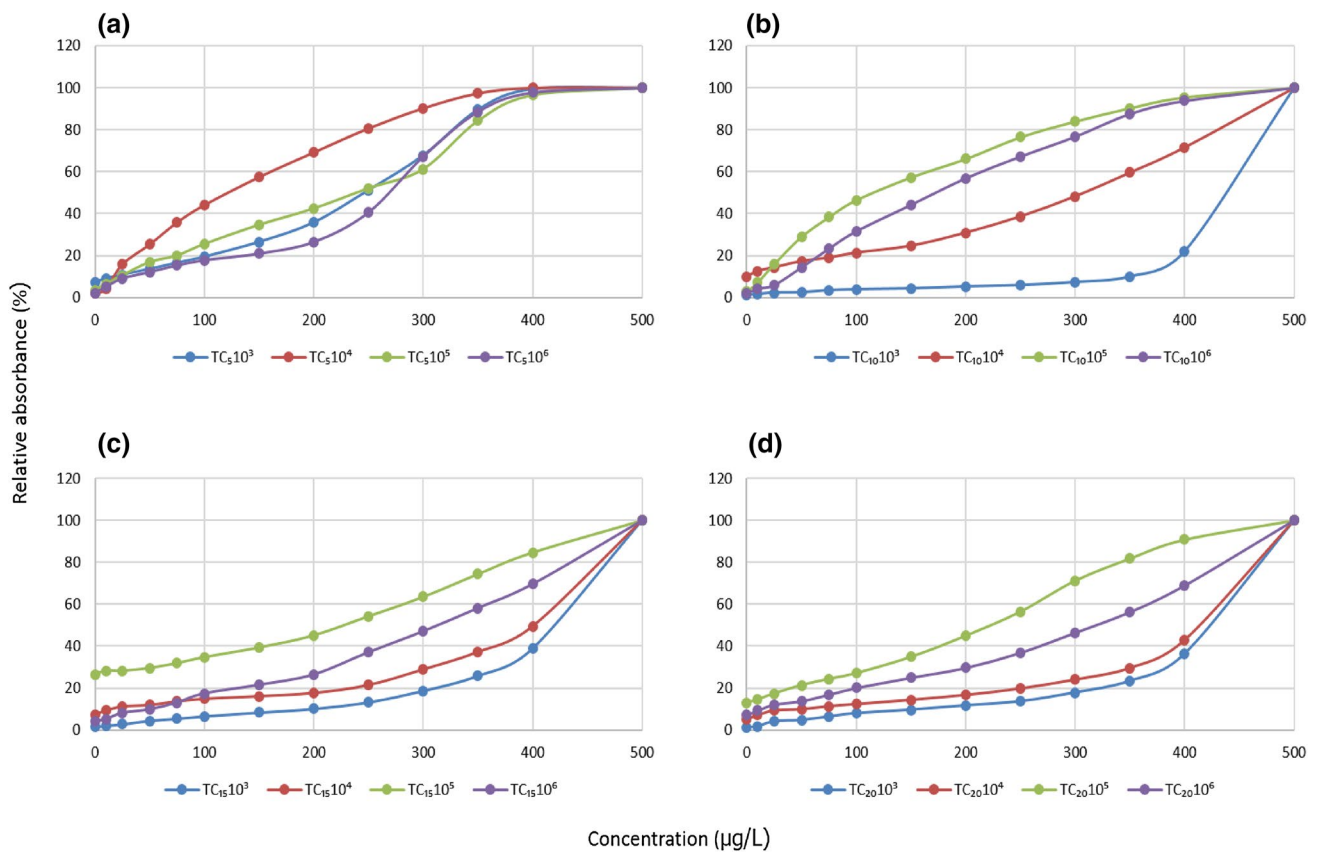 (a)
120
100
80
60
40
20
0
0 100 200 300 400 500
TC₅10³ TC₅10⁴ TC₅10⁵ TC₅10⁶
(b)
120
100
80
60
40
20
0
0 100 200 300 400 500
TC₁₀10³ TC₁₀10⁴ TC₁₀10⁵ TC₁₀10⁶
Relative absorbance (%)
(c)
120
100
80
60
40
20
0
0 100 200 300 400 500
TC₁₅10³ TC₁₅10⁴ TC₁₅10⁵ TC₁₅10⁶
(d)
120
100
80
60
40
20
0
0 100 200 300 400 500
TC₂₀10³ TC₂₀10⁴ TC₂₀10⁵ TC₂₀10⁶
Concentration (µg/L)